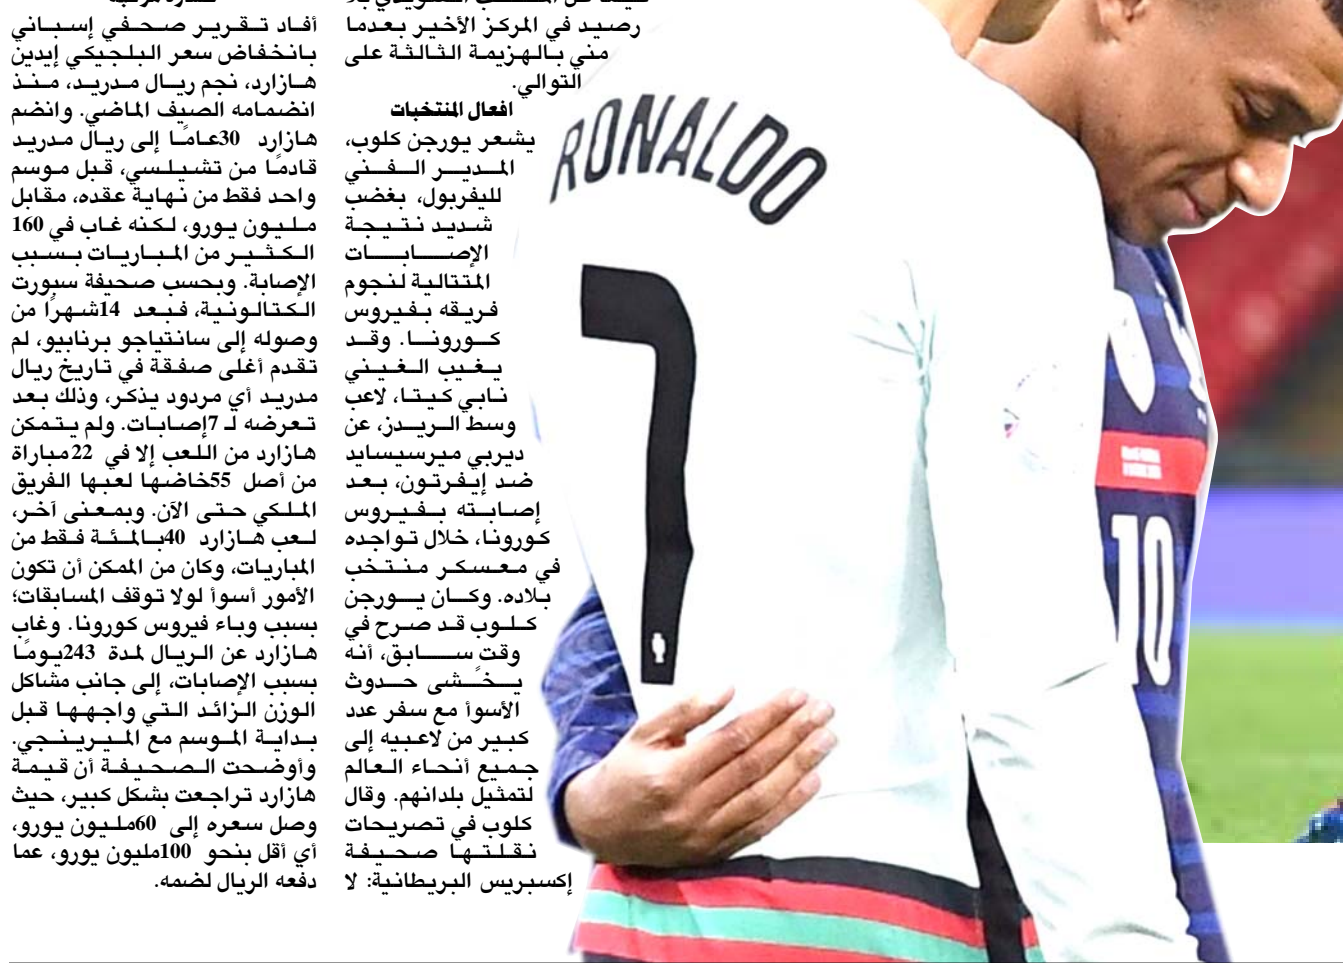 رصيد في المركز الأخير بعدما
مني بالهزيمة الثالثة على
التوالي.
افعال المنتخبات
يشعر يورجن كلوب،
المدير الفني
لليفربول، بغضب
شديد نتيجة
الإصابات
المتتالية لنجوم
فريقه بفيروس
كورونا. وقد
يغيب الغيني
نابي كيتا، لاعب
وسط الريدز، عن
ديربي ميرسيسايد
ضد إيفرتون، بعد
إصابته بفيروس
كورونا، خلال تواجده
في معسكر منتخب
بلاده. وكان يورجن
كلوب قد صرح في
وقت سابق، أنه
يخشى حدوث
الأسوأ مع سفر عدد
كبير من لاعبيه إلى
جميع أنحاء العالم
لتمثيل بلدانهم. وقال
كلوب في تصريحات
نقلتها صحيفة
إكسبريس البريطانية: لا
أفاد تقرير صحفي إسباني
بانخفاض سعر البلجيكي إيدين
هازارد، نجم ريال مدريد، منذ
انضمامه الصيف الماضي. وانضم
هازارد 30عامًا إلى ريال مدريد
قادمًا من تشيلسي، قبل موسم
واحد فقط من نهاية عقده، مقابل
160 مليون يورو، لكنه غاب في
الكثير من المباريات بسبب
الإصابة. وبحسب صحيفة سبورت
الكتالونية، فبعد 14شهرًا من
وصوله إلى سانتياجو برنابيو، لم
تقدم أغلى صفقة في تاريخ ريال
مدريد أي مردود يذكر، وذلك بعد
تعرضه لـ 7إصابات. ولم يتمكن
هازارد من اللعب إلا في 22مباراة
من أصل 55خاضها لعبها الفريق
الملكي حتى الآن. وبمعنى آخر،
لعب هازارد 40بالمئة فقط من
المباريات، وكان من الممكن أن تكون
الأمور أسوأ لولا توقف المسابقات؛
بسبب وباء فيروس كورونا. وغاب
هازارد عن الريال لمدة 243يومًا
بسبب الإصابات، إلى جانب مشاكل
الوزن الزائد التي واجهها قبل
بداية الموسم مع الميرينجي.
وأوضحت الصحيفة أن قيمة
هازارد تراجعت بشكل كبير، حيث
وصل سعره إلى 60مليون يورو،
أي أقل بنحو 100مليون يورو، عما
دفعه الريال لضمه.
RONALDO
7
10